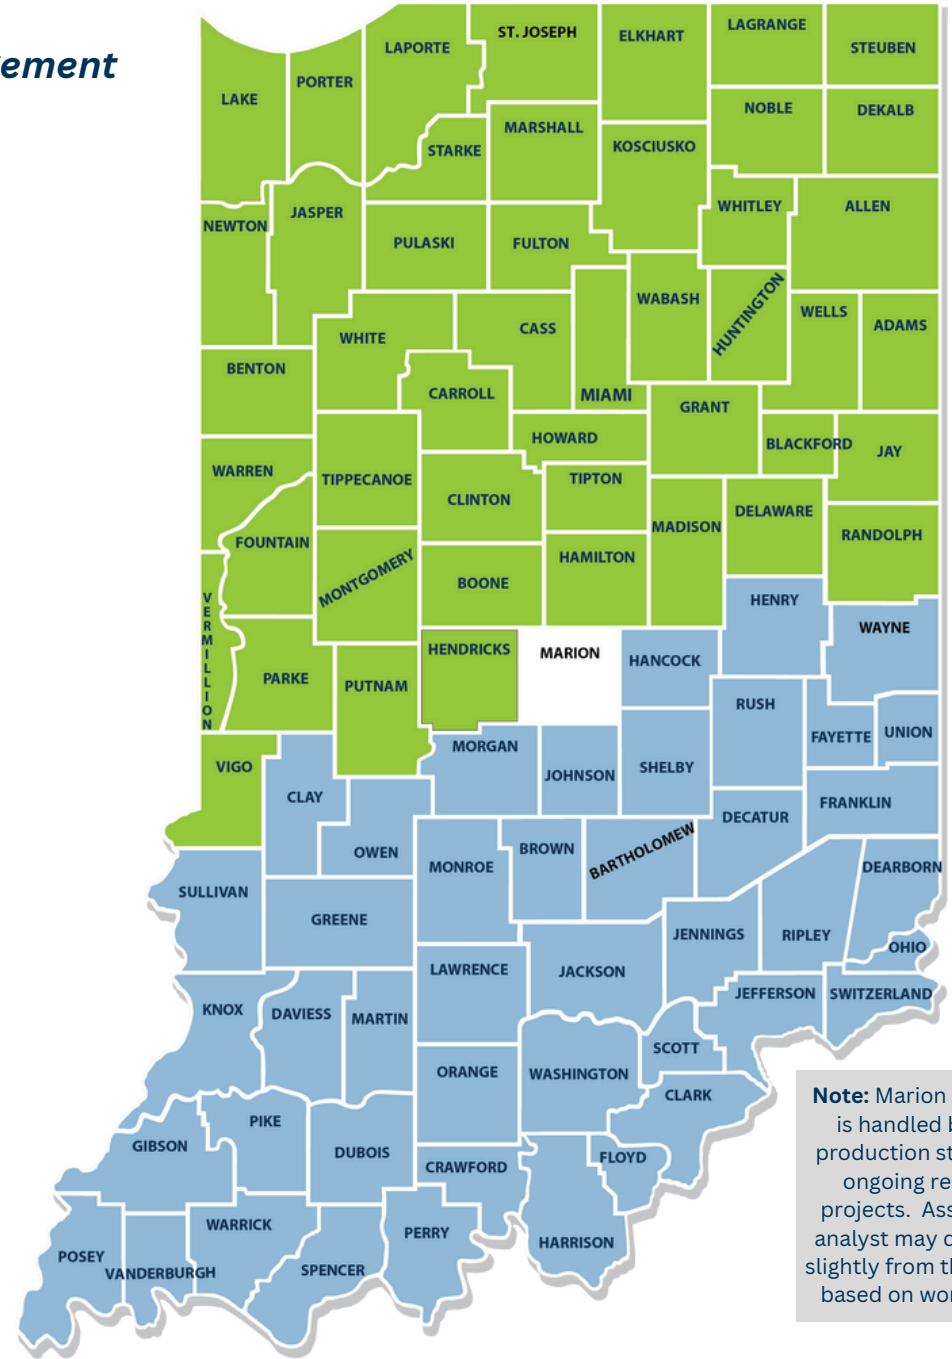 ement
LAKE
PORTER
LAPORTE
ST. JOSEPH
ELKHART
LAGRANGE
STEUBEN
NOBLE
DEKALB
STARKE
MARSHALL
KOSCIUSKO
NEWTON
JASPER
PULASKI
FULTON
WHITLEY
ALLEN
WHITE
CASS
WABASH
HUNTINGTON
WELLS
ADAMS
BENTON
CARROLL
MIAMI
GRANT
WARREN
TIPPECANOE
HOWARD
BLACKFORD
JAY
CLINTON
TIPTON
FOUNTAIN
MADISON
DELAWARE
RANDOLPH
MONTGOMERY
BOONE
HAMILTON
HENRY
VERMILLION
PARKE
PUTNAM
HENDRICKS
MARION
HANCOCK
WAYNE
RUSH
FAYETTE
UNION
VIGO
CLAY
MORGAN
JOHNSON
SHELBY
OWEN
DECATUR
FRANKLIN
SULLIVAN
MONROE
BROWN
BARTHOLOMEW
DEARBORN
GREENE
JENNINGS
RIPLEY
OHIO
LAWRENCE
JACKSON
KNOX
DAVIESS
MARTIN
JEFFERSON
SWITZERLAND
ORANGE
WASHINGTON
SCOTT
CLARK
GIBSON
PIKE
DUBOIS
CRAWFORD
FLOYD
POSEY
VANDERBURGH
WARRICK
SPENCER
PERRY
HARRISON
Note: Marion
is handled b
production st
ongoing re
projects. Ass
analyst may d
slightly from th
based on wor